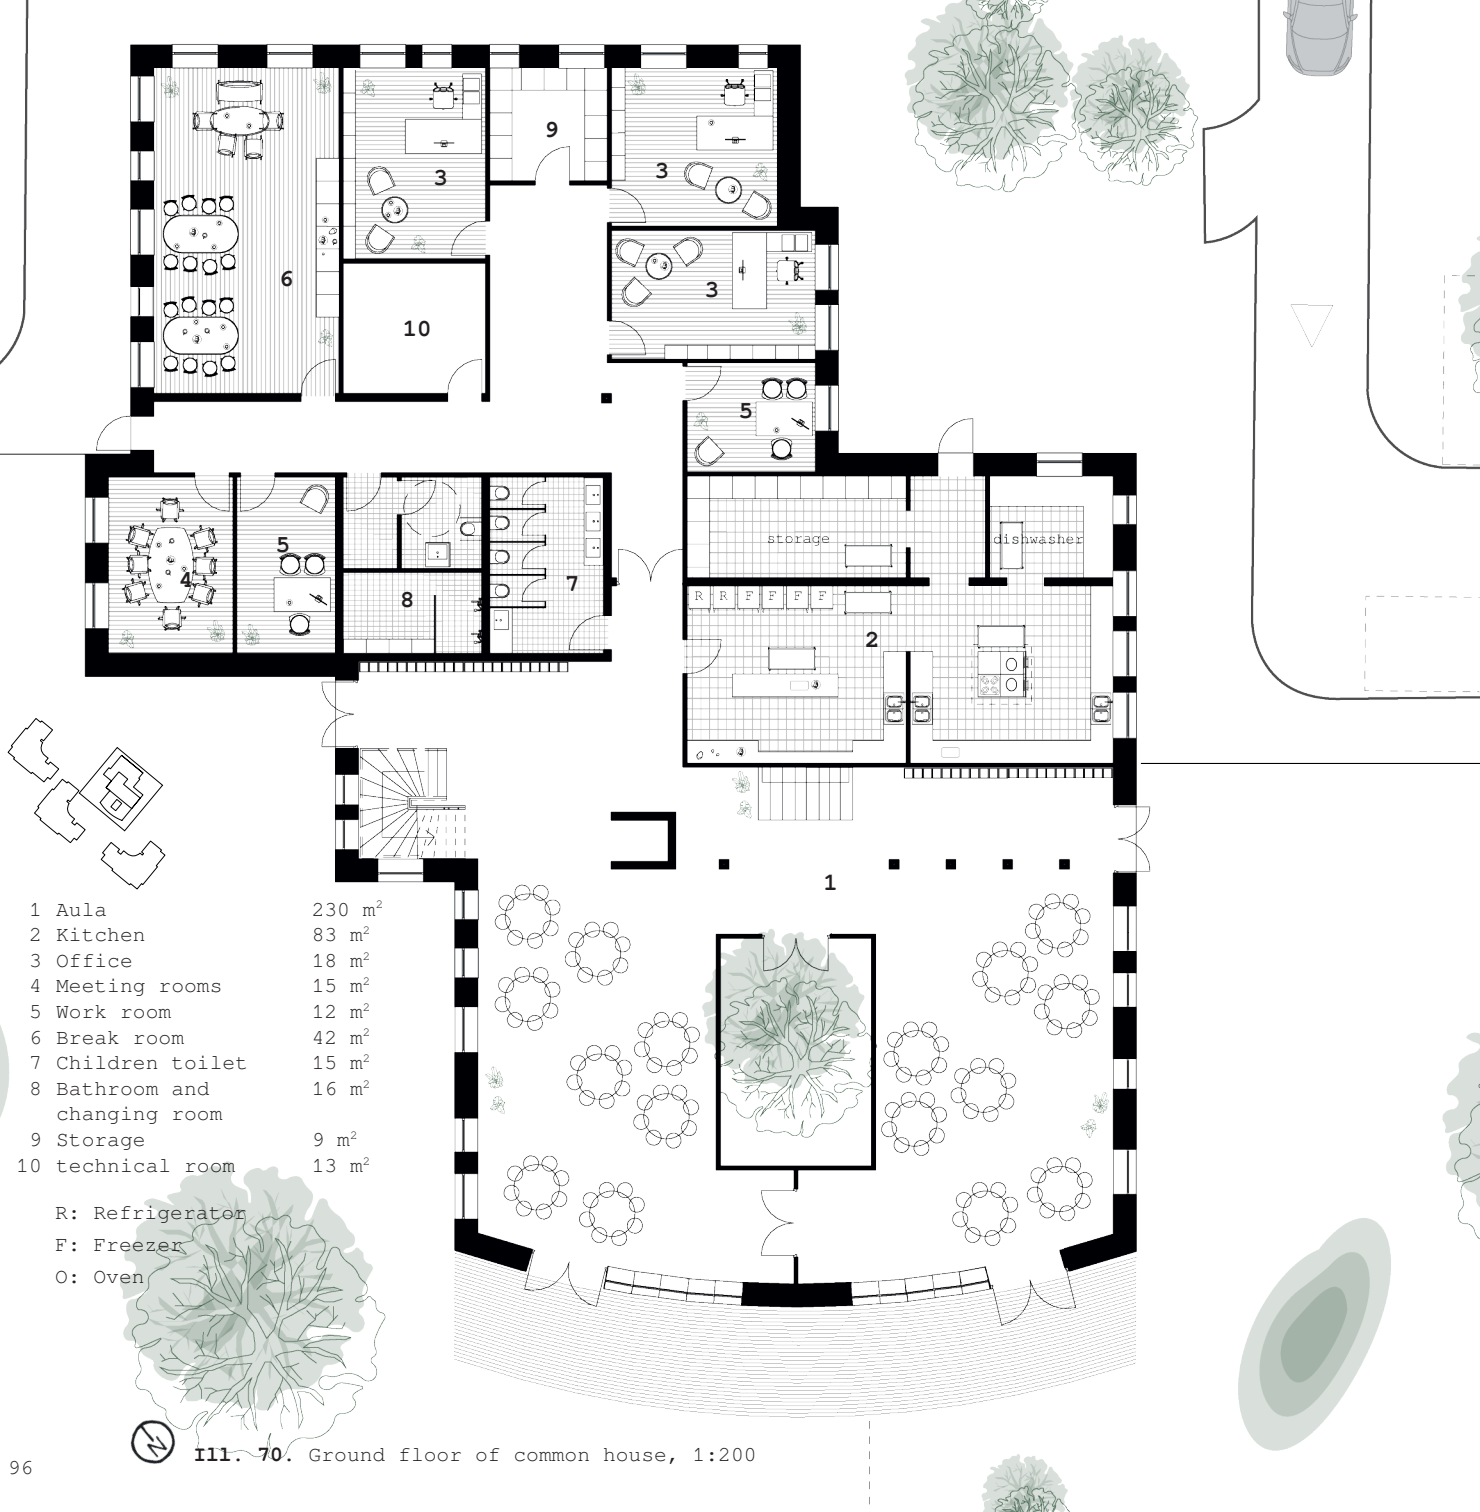 9
3
3
6
3
10
5
storage
dishwasher
5
4
8
7
R R F F F F
2
1
1 Aula 230 m²
2 Kitchen 83 m²
3 Office 18 m²
4 Meeting rooms 15 m²
5 Work room 12 m²
6 Break room 42 m²
7 Children toilet 15 m²
8 Bathroom and 16 m²
changing room
9 Storage 9 m²
10 technical room 13 m²
R: Refrigerator
F: Freezer
O: Oven
N
Ill. 70. Ground floor of common house, 1:200
96